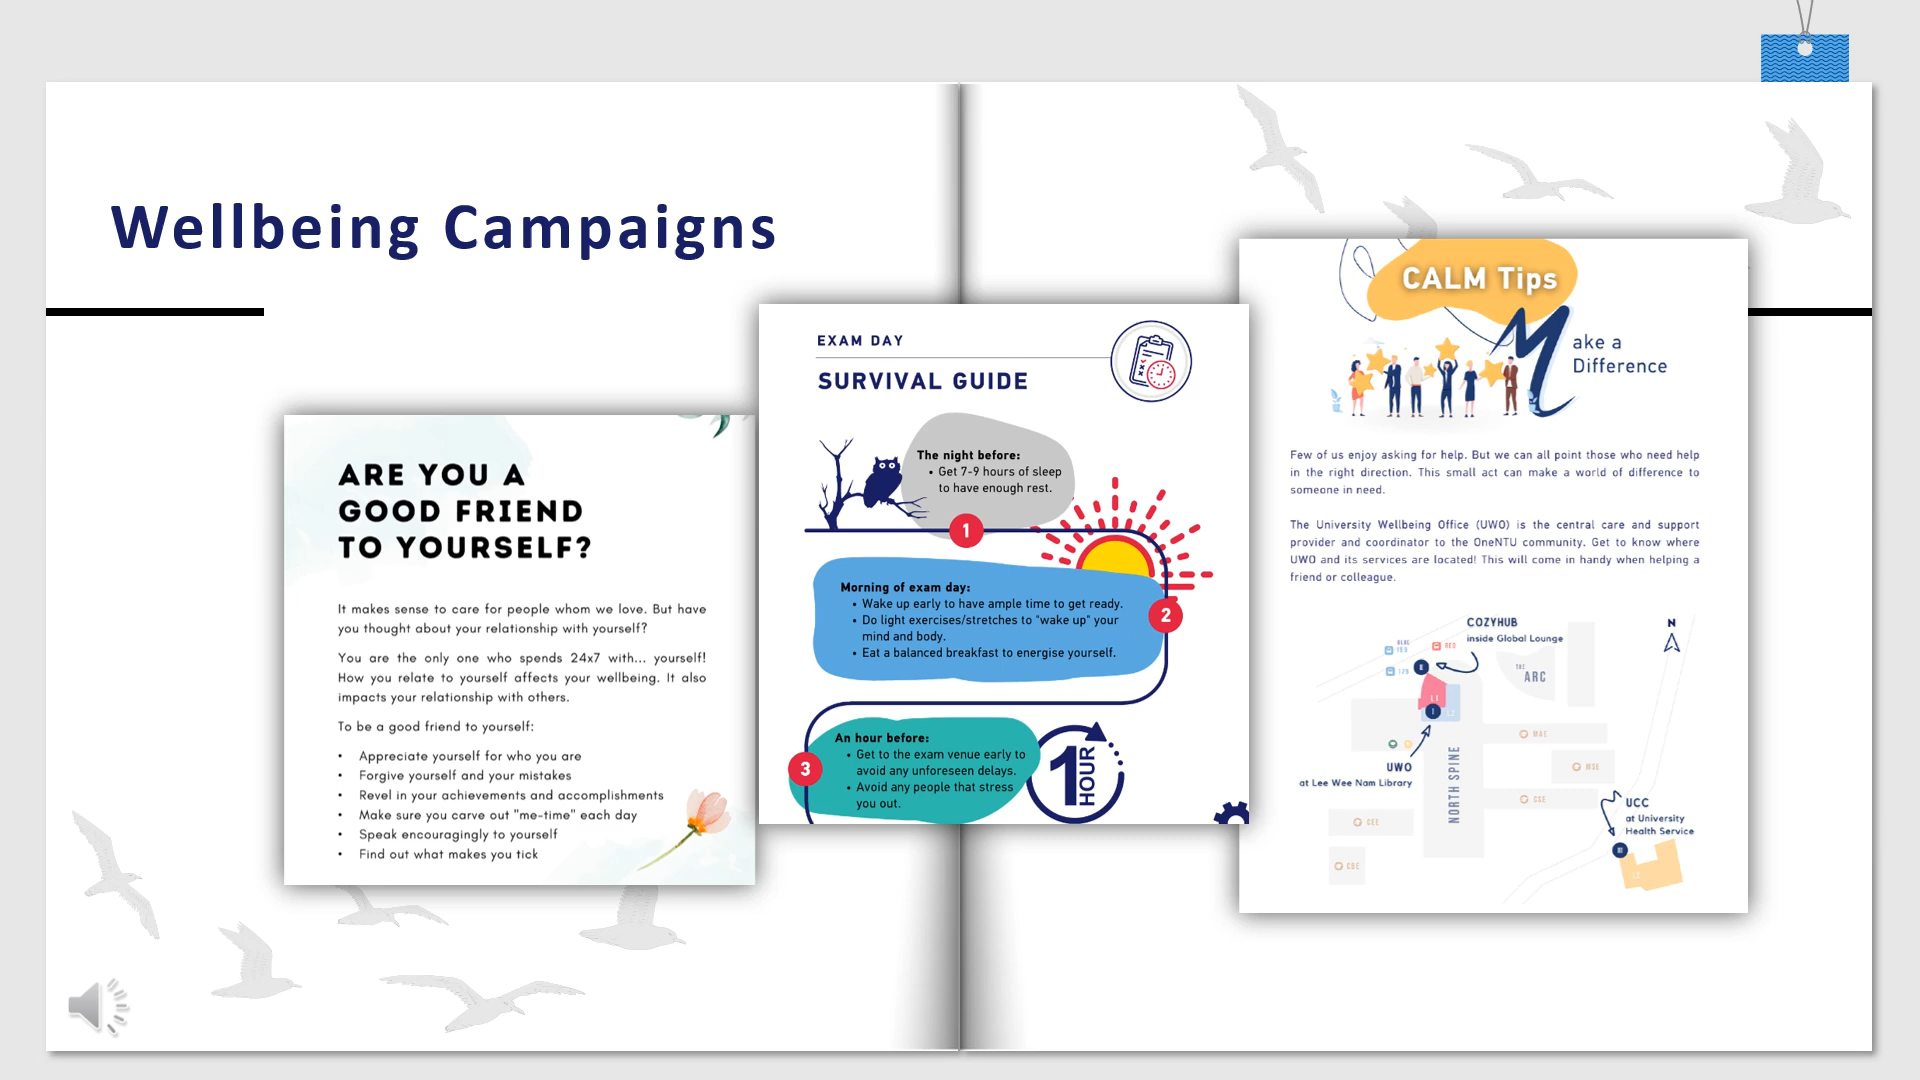 Wellbeing Campaigns
ARE YOU A
GOOD FRIEND
TO YOURSELF?
It makes sense to care for people whom we love. But have
you thought about your relationship with yourself?
You are the only one who spends 24x7 with... yourself!
How you relate to yourself affects your wellbeing. It also
impacts your relationship with others.
To be a good friend to yourself:
• Appreciate yourself for who you are
• Forgive yourself and your mistakes
• Revel in your achievements and accomplishments
• Make sure you carve out "me-time" each day
• Speak encouragingly to yourself
• Find out what makes you tick
EXAM DAY
SURVIVAL GUIDE
The night before:
• Get 7-9 hours of sleep
to have enough rest.
1
Morning of exam day:
• Wake up early to have ample time to get ready.
• Do light exercises/stretches to "wake up" your
mind and body.
• Eat a balanced breakfast to energise yourself.
2
An hour before:
• Get to the exam venue early to
avoid any unforeseen delays.
• Avoid any people that stress
you out.
3
1 HOUR
CALM Tips
Make a
Difference
Few of us enjoy asking for help. But we can all point those who need help
in the right direction. This small act can make a world of difference to
someone in need.
The University Wellbeing Office (UWO) is the central care and support
provider and coordinator to the OneNTU community. Get to know where
UWO and its services are located! This will come in handy when helping a
friend or colleague.
COZYHUB
inside Global Lounge
N
BLUE
RED
179
THE
ARC
L1
MAE
UWO
at Lee Wee Nam Library
NORTH SPINE
MSE
CSE
UCC
at University
Health Service
CEE
CBE